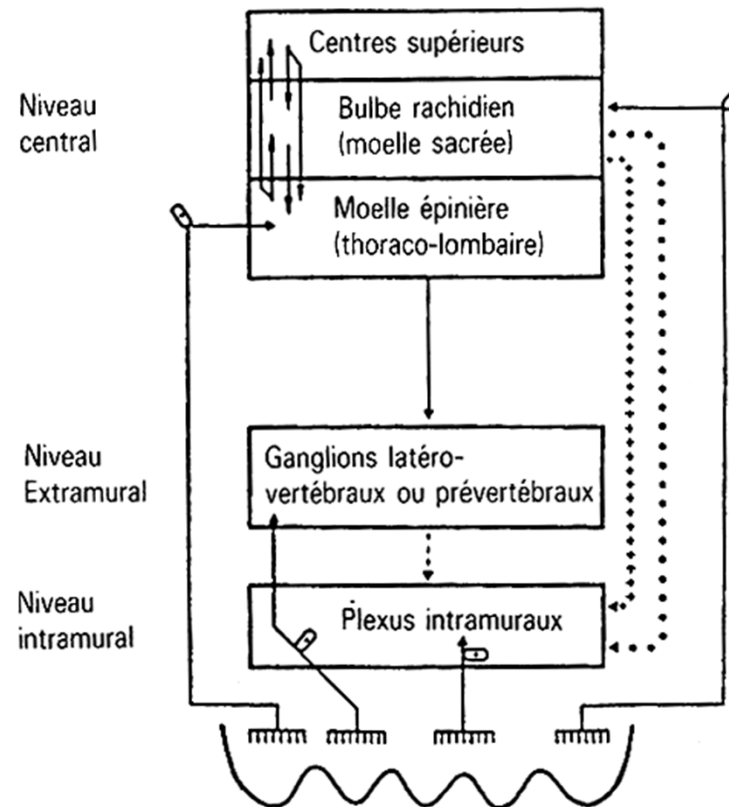 Centres supérieurs
Niveau
central
Bulbe rachidien
(moelle sacrée)
Moelle épinière
(thoraco-lombaire)
Niveau
Extramural
Ganglions latéro-
vertébraux ou prévertébraux
Niveau
intramural
Plexus intramuraux